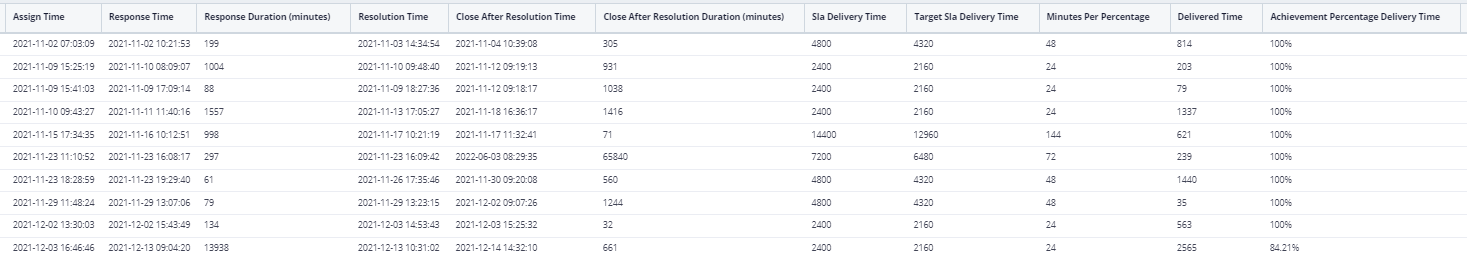 Assign Time Response Time Response Duration (minutes) Resolution Time Close After Resolution Time Close After Resolution Duration (minutes) Sla Delivery Time Target Sla Delivery Time Minutes Per Percentage Delivered Time Achievement Percentage Delivery Time
2021-11-02 07:03:09 2021-11-02 10:21:53 199 2021-11-03 14:34:54 2021-11-04 10:39:08 305 4800 4320 48 814 100%
2021-11-09 15:25:19 2021-11-10 08:09:07 1004 2021-11-10 09:48:40 2021-11-12 09:19:13 931 2400 2160 24 203 100%
2021-11-09 15:41:03 2021-11-09 17:09:14 88 2021-11-09 18:27:36 2021-11-12 09:18:17 1038 2400 2160 24 79 100%
2021-11-10 09:43:27 2021-11-11 11:40:16 1557 2021-11-13 17:05:27 2021-11-18 16:36:17 1416 2400 2160 24 1337 100%
2021-11-15 17:34:35 2021-11-16 10:12:51 998 2021-11-17 10:21:19 2021-11-17 11:32:41 71 14400 12960 144 621 100%
2021-11-23 11:10:52 2021-11-23 16:08:17 297 2021-11-23 16:09:42 2022-06-03 08:29:35 65840 7200 6480 72 239 100%
2021-11-23 18:28:59 2021-11-23 19:29:40 61 2021-11-26 17:35:46 2021-11-30 09:20:08 560 4800 4320 48 1440 100%
2021-11-29 11:48:24 2021-11-29 13:07:06 79 2021-11-29 13:23:15 2021-12-02 09:07:26 1244 4800 4320 48 35 100%
2021-12-02 13:30:03 2021-12-02 15:43:49 134 2021-12-03 14:53:43 2021-12-03 15:25:32 32 2400 2160 24 563 100%
2021-12-03 16:46:46 2021-12-13 09:04:20 13938 2021-12-13 10:31:02 2021-12-14 14:32:10 661 2400 2160 24 2565 84.21%